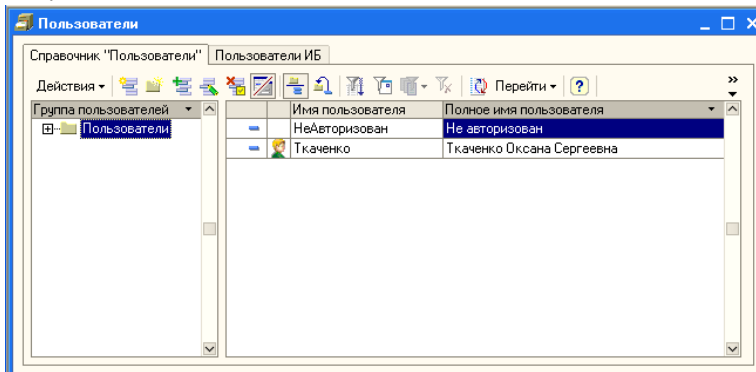 Пользователи
Справочник "Пользователи" Пользователи ИБ
Действия Перейти ?
Группа пользователей Имя пользователя Полное имя пользователя
Пользователи НеАвторизован Не авторизован
Ткаченко Ткаченко Оксана Сергеевна